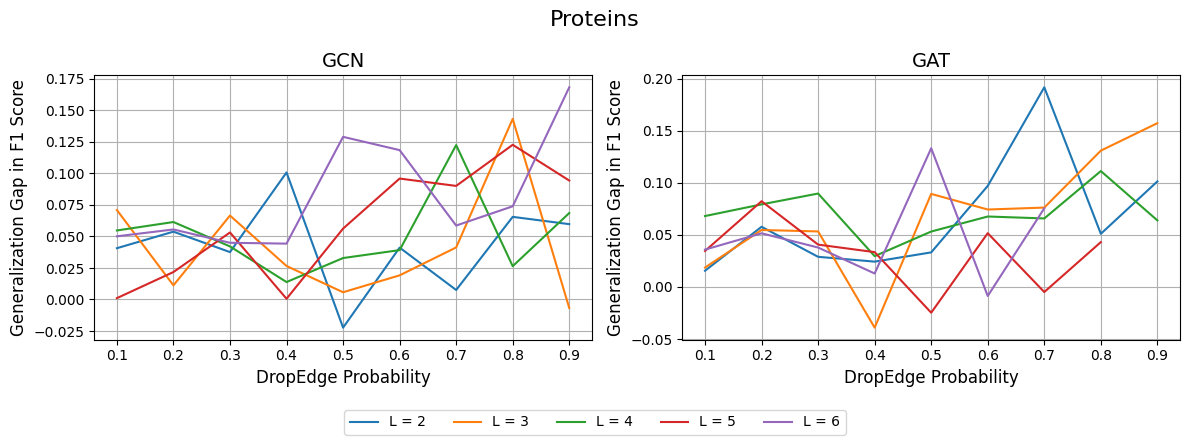 Proteins
GCN
Generalization Gap in F1 Score
0.175
0.150
0.125
0.100
0.075
0.050
0.025
0.000
−0.025
0.1 0.2 0.3 0.4 0.5 0.6 0.7 0.8 0.9
DropEdge Probability
GAT
Generalization Gap in F1 Score
0.20
0.15
0.10
0.05
0.00
−0.05
0.1 0.2 0.3 0.4 0.5 0.6 0.7 0.8 0.9
DropEdge Probability
L = 2 L = 3 L = 4 L = 5 L = 6